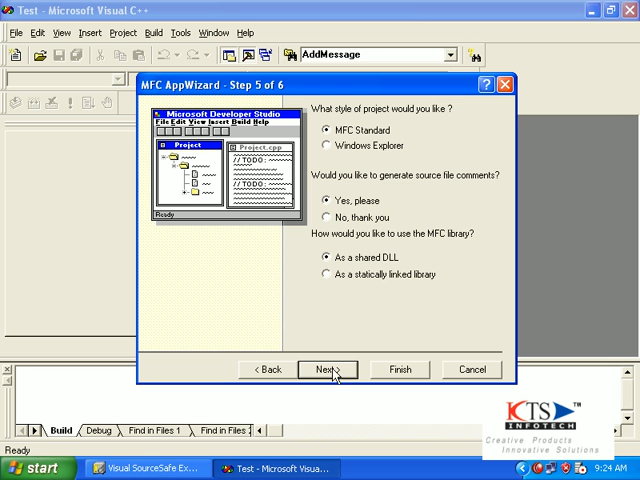 Test - Microsoft Visual C++
File Edit View Insert Project Build Tools Window Help
AddMessage
MFC AppWizard - Step 5 of 6
Microsoft Developer Studio
File Edit View Insert Build Help
Project
Project.cpp
// TODO:
// TODO:
Ready
What style of project would you like ?
MFC Standard
Windows Explorer
Would you like to generate source file comments?
Yes, please
No, thank you
How would you like to use the MFC library?
As a shared DLL
As a statically linked library
< Back
Next >
Finish
Cancel
Build Debug Find in Files 1 Find in Files 2
KTS TM
INFOTECH
Creative Products
Innovative Solutions
Ready
start
Visual SourceSafe Ex...
Test - Microsoft Visua...
9:24 AM